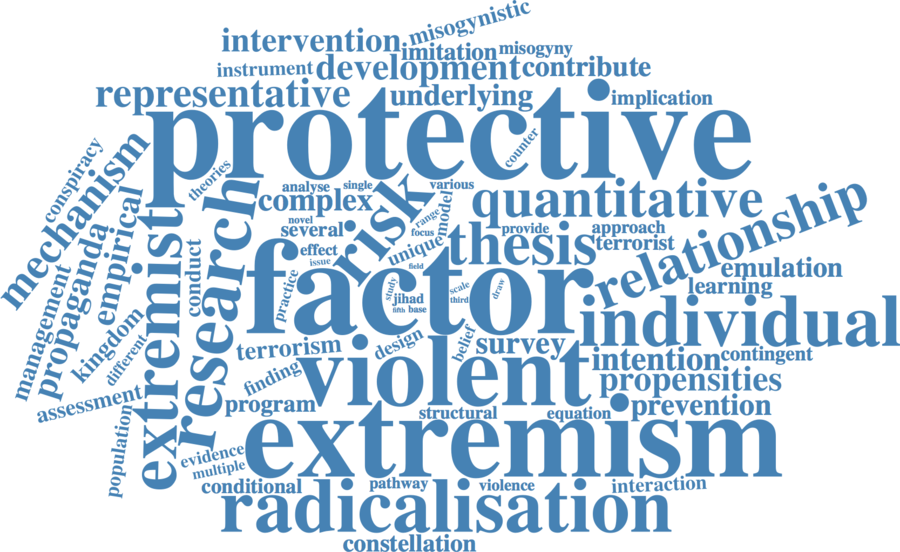 misogynistic
intervention
imitation
misogyny
instrument
development
contribute
representative
underlying
implication
protective
counter
conspiracy
mechanism
theories
analyse
single
various
complex
risk
quantitative
relationship
novel
several
range
model
focus
unique
provide
approach
thesis
terrorist
empirical
propaganda
management
kingdom
different
extremist
research
conduct
effect
issue
practice
field
factor
study
jihad
fifth
base
scale
third
draw
emulation
learning
individual
terrorism
design
belief
survey
intention
contingent
finding
violent
propensities
assessment
program
structural
equation
prevention
population
extremism
evidence
multiple
conditional
pathway
violence
interaction
radicalisation
constellation